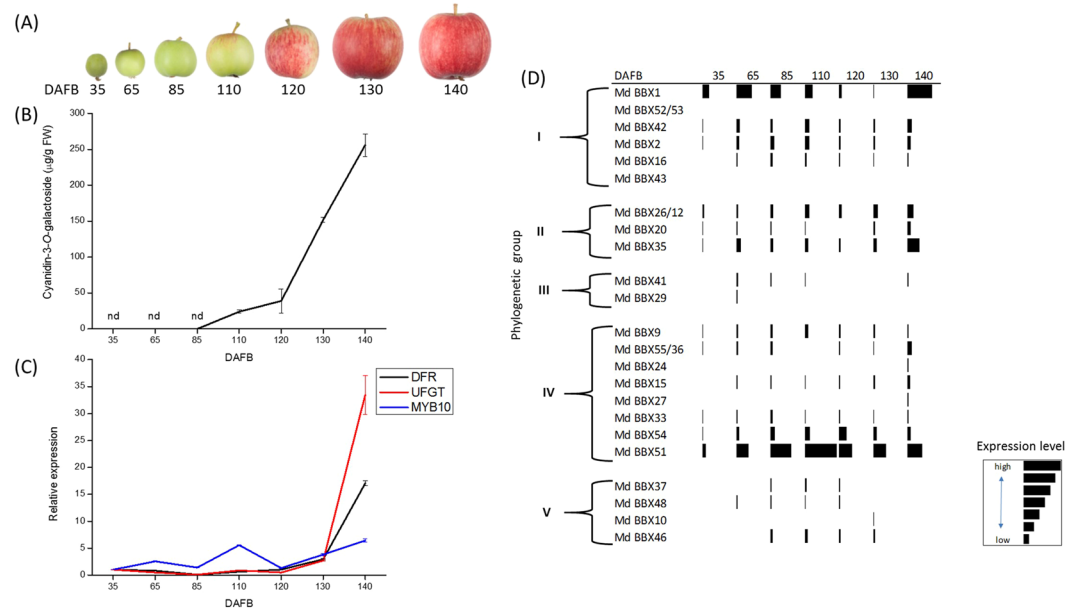 (A)
DAFB 35 65 85 110 120 130 140
(B)
Cyanidin-3-O-galactoside (µg/g FW)
300
250
200
150
100
50
0
nd nd nd
35 65 85 110 120 130 140
DAFB
(C)
Relative expression
40
35
30
25
20
15
10
5
0
DFR
UFGT
MYB10
35 65 85 110 120 130 140
DAFB
(D)
DAFB 35 65 85 110 120 130 140
Phylogenetic group
I
Md BBX1
Md BBX52/53
Md BBX42
Md BBX2
Md BBX16
Md BBX43
II
Md BBX26/12
Md BBX20
Md BBX35
III
Md BBX41
Md BBX29
IV
Md BBX9
Md BBX55/36
Md BBX24
Md BBX15
Md BBX27
Md BBX33
Md BBX54
Md BBX51
V
Md BBX37
Md BBX48
Md BBX10
Md BBX46
Expression level
high
low